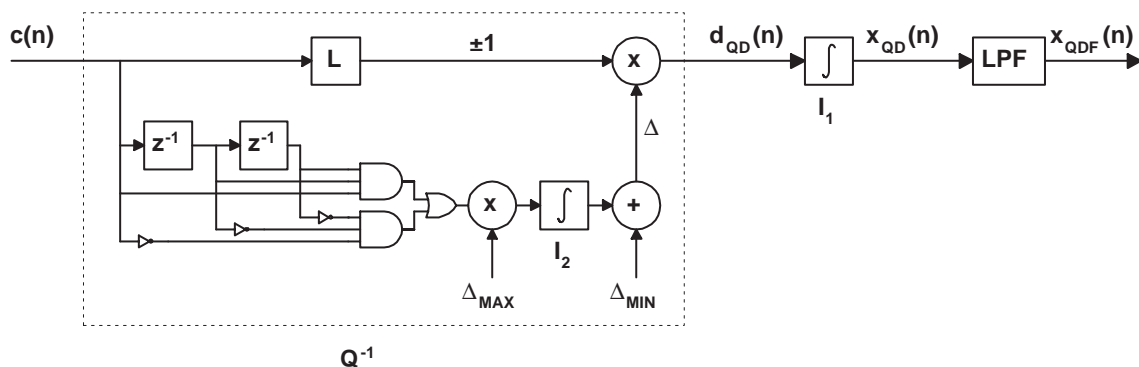 c(n)
L
±1
x
d_QD(n)
∫
I_1
x_QD(n)
LPF
x_QDF(n)
Δ
z^-1
z^-1
x
∫
I_2
+
Δ_MAX
Δ_MIN
Q^-1